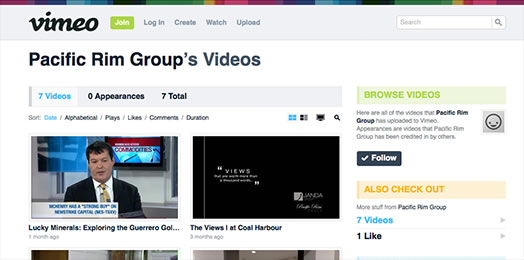 vimeo Join Log In Create Watch Upload Search
Pacific Rim Group's Videos
7 Videos 0 Appearances 7 Total
Sort: Date / Alphabetical / Plays / Likes / Comments / Duration
COMMODITIES
MCHENRY HAS A "STRONG BUY" ON
NEWSTRIKE CAPITAL (NES-TSXV)
Lucky Minerals: Exploring the Guerrero Gol...
1 month ago
VIEWS
that are worth more than
a thousand words...
JANDA
Pacific Rim
The Views I at Coal Harbour
3 months ago
BROWSE VIDEOS
Here are all of the videos that Pacific Rim
Group has uploaded to Vimeo.
Appearances are videos that Pacific Rim
Group has been credited in by others.
Follow
ALSO CHECK OUT
More stuff from Pacific Rim Group
7 Videos
1 Like